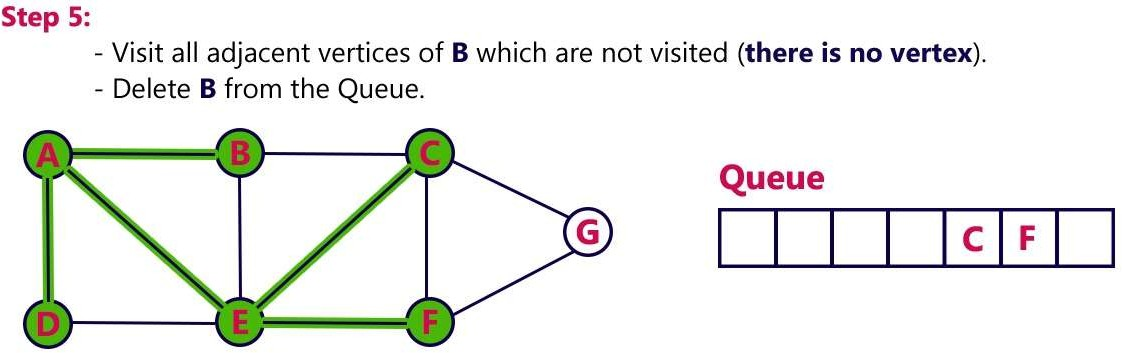 Step 5:
- Visit all adjacent vertices of B which are not visited (there is no vertex).
- Delete B from the Queue.
A B C
Queue
G
C F
D E F